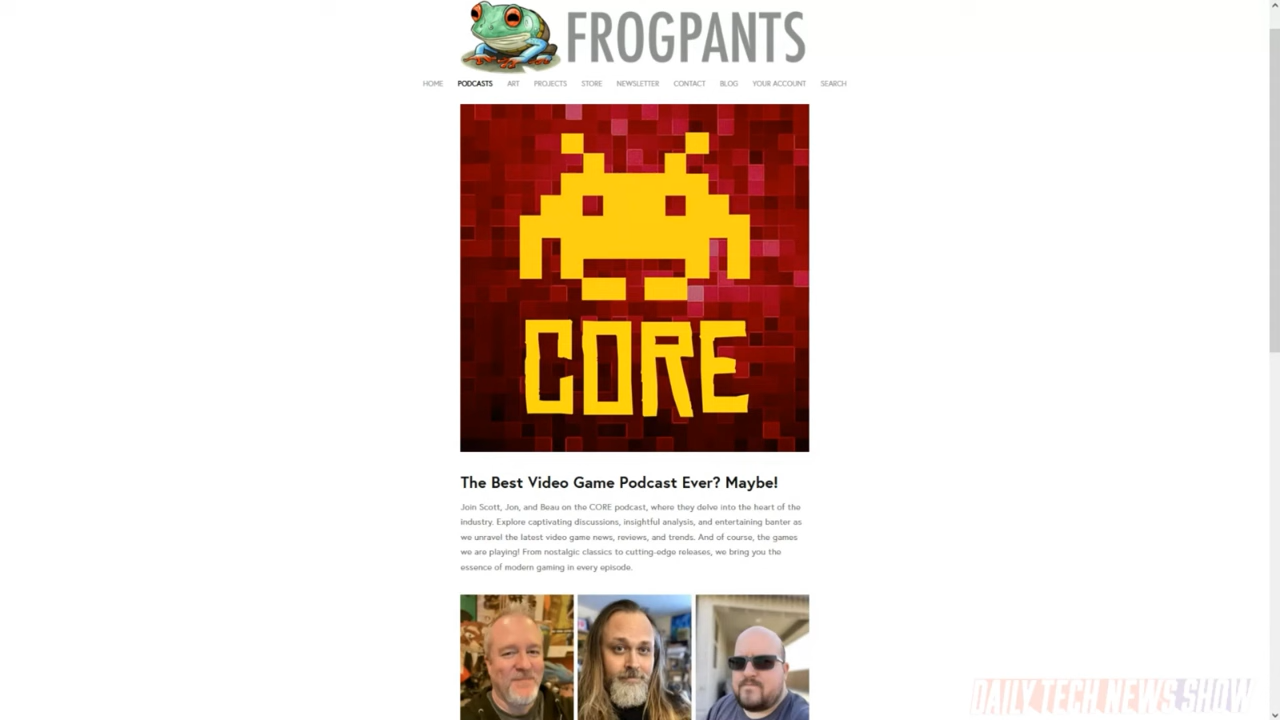 FROGPANTS
HOME PODCASTS ART PROJECTS STORE NEWSLETTER CONTACT BLOG YOUR ACCOUNT SEARCH
CORE
The Best Video Game Podcast Ever? Maybe!
Join Scott, Jon, and Beau on the CORE podcast, where they delve into the heart of the
industry. Explore captivating discussions, insightful analysis, and entertaining banter as
we unravel the latest video game news, reviews, and trends. And of course, the games
we are playing! From nostalgic classics to cutting-edge releases, we bring you the
essence of modern gaming in every episode.
DAILY TECH NEWS SHOW